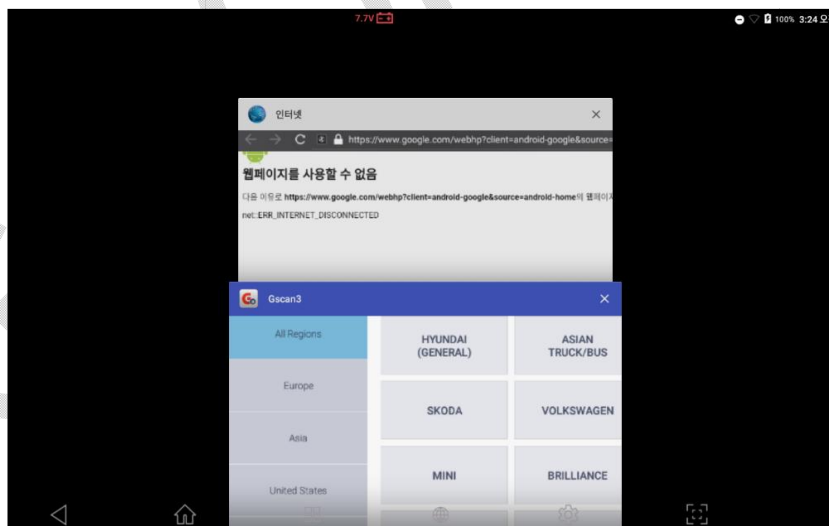 7.7V
100% 3:24 오
인터넷
https://www.google.com/webhp?client=android-google&source=
웹페이지를 사용할 수 없음
다음 이유로 https://www.google.com/webhp?client=android-google&source=android-home의 웹페이지
net::ERR_INTERNET_DISCONNECTED
Gscan3
All Regions
HYUNDAI
(GENERAL)
ASIAN
TRUCK/BUS
Europe
SKODA
VOLKSWAGEN
Asia
MINI
BRILLIANCE
United States